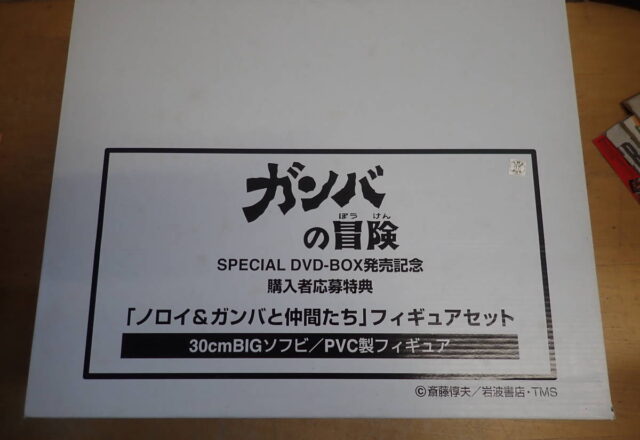 ガンバ
ぼう けん
の冒険
SPECIAL DVD-BOX発売記念
購入者応募特典
「ノロイ&ガンバと仲間たち」フィギュアセット
30cmBIGソフビ/PVC製フィギュア
©斎藤惇夫/岩波書店・TMS